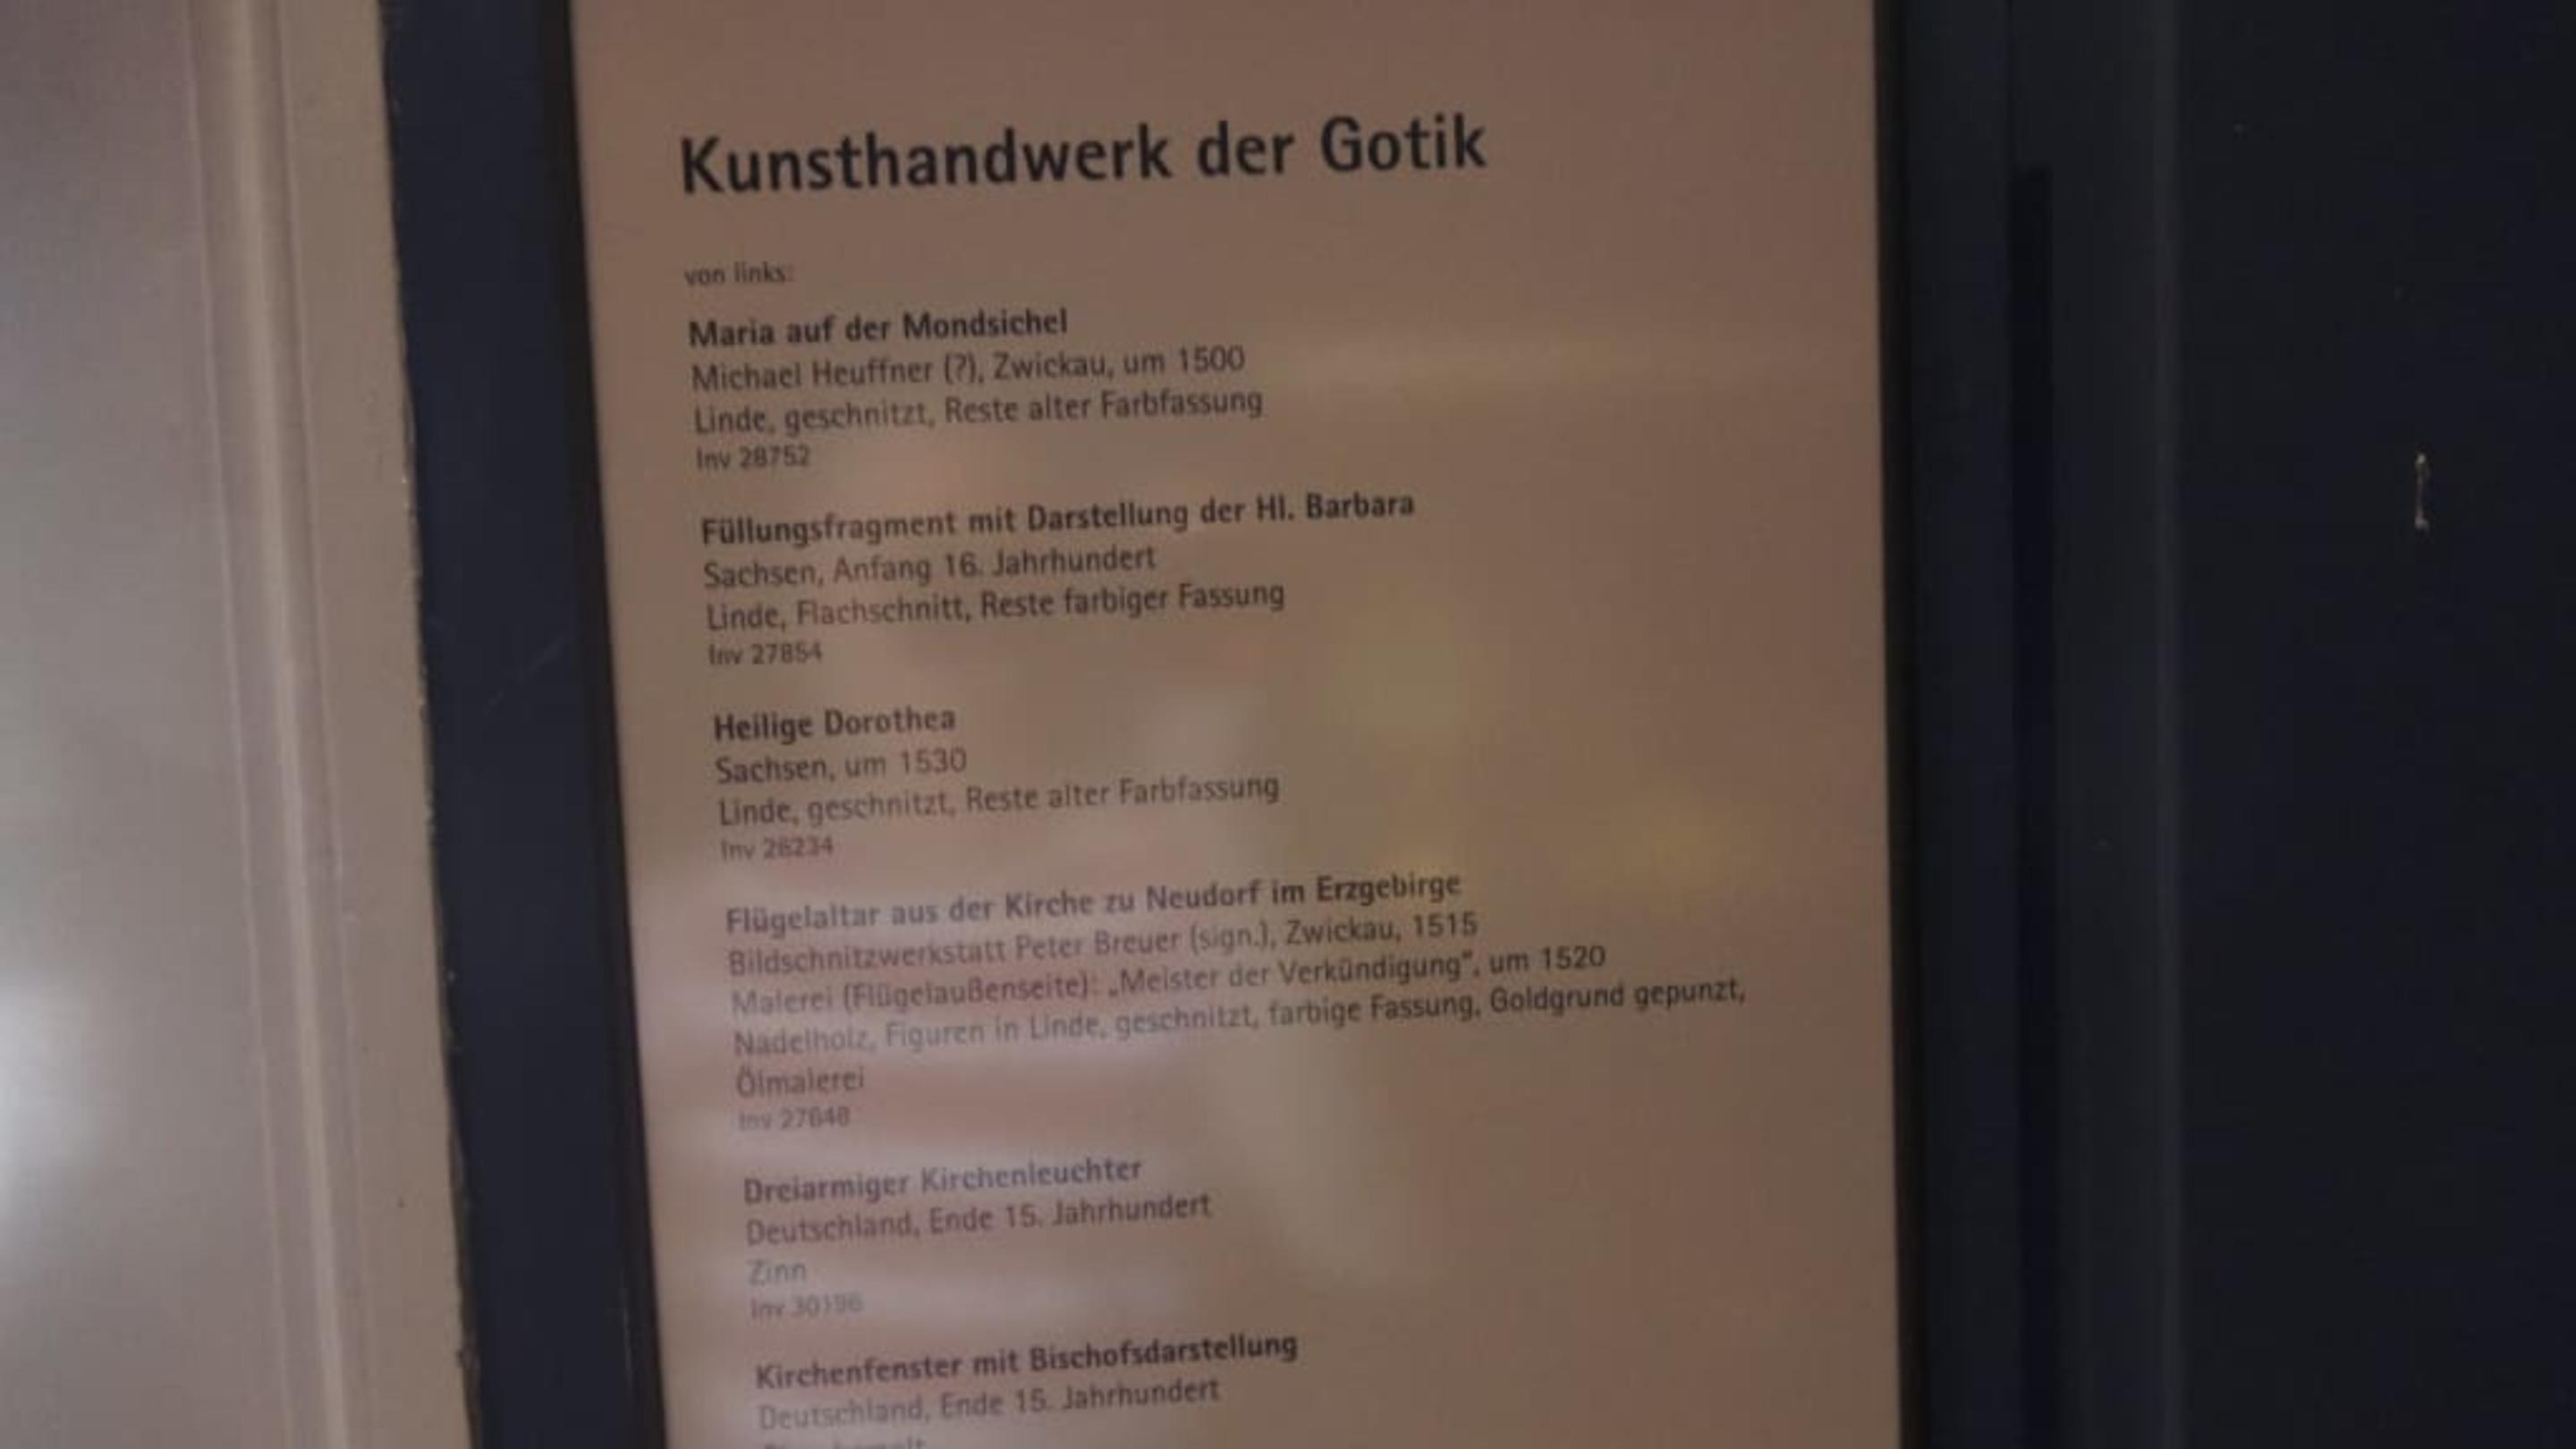 Kunsthandwerk der Gotik
von links:
Maria auf der Mondsichel
Michael Heuffner (?), Zwickau, um 1500
Linde, geschnitzt, Reste alter Farbfassung
Inv 28752
Füllungsfragment mit Darstellung der Hl. Barbara
Sachsen, Anfang 16. Jahrhundert
Linde, Flachschnitt, Reste farbiger Fassung
Inv 27854
Heilige Dorothea
Sachsen, um 1530
Linde, geschnitzt, Reste alter Farbfassung
Inv 26234
Flügelaltar aus der Kirche zu Neudorf im Erzgebirge
Bildschnitzwerkstatt Peter Breuer (sign.), Zwickau, 1515
Malerei (Flügelaußenseite): „Meister der Verkündigung", um 1520
Nadelholz, Figuren in Linde, geschnitzt, farbige Fassung, Goldgrund gepunzt,
Ölmalerei
Inv
Dreiarmiger Kirchenleuchter
Deutschland, Ende 15. Jahrhundert
Zinn
Inv
Kirchenfenster mit Bischofsdarstellung
Deutschland, Ende 15. Jahrhundert